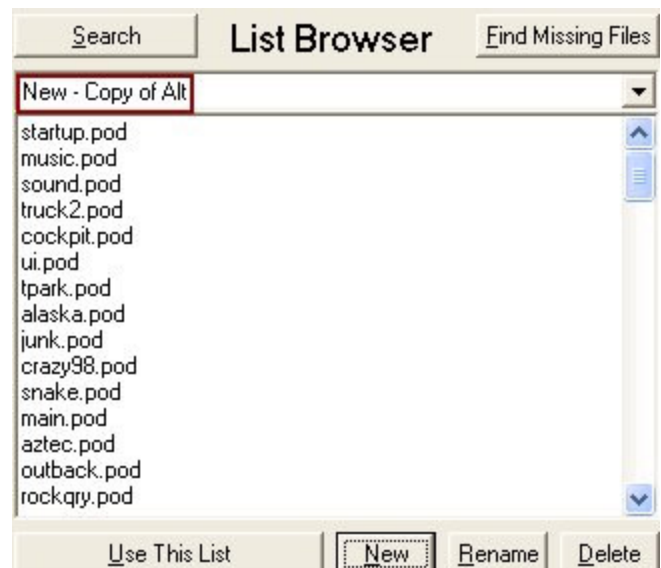 Search List Browser Find Missing Files
New - Copy of Alt
startup.pod
music.pod
sound.pod
truck2.pod
cockpit.pod
ui.pod
tpark.pod
alaska.pod
junk.pod
crazy98.pod
snake.pod
main.pod
aztec.pod
outback.pod
rockqry.pod
Use This List New Rename Delete